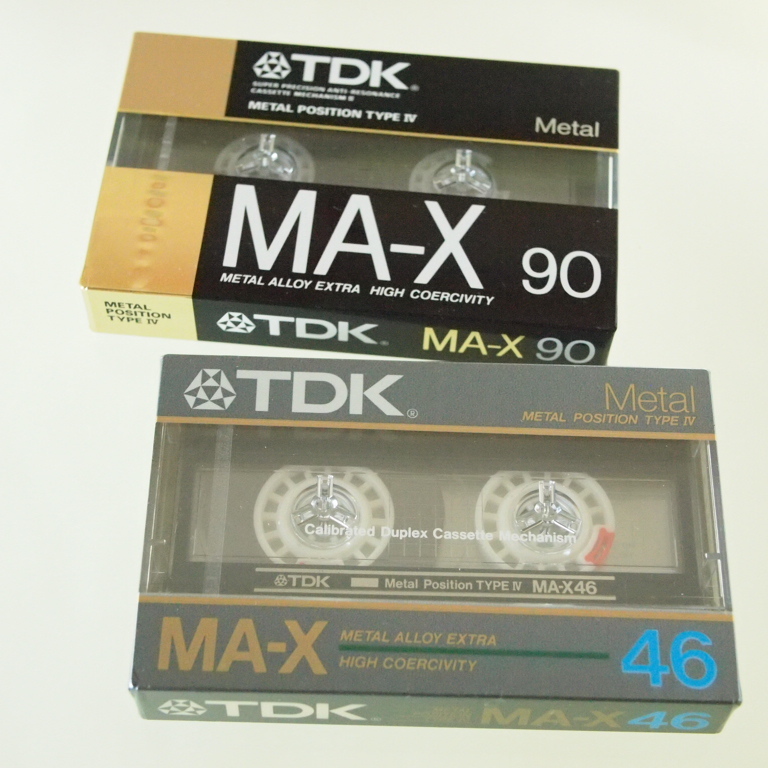 TDK®
SUPER PRECISION ANTI-RESONANCE
CASSETTE MECHANISM II
METAL POSITION TYPE IV
Metal
MA-X 90
METAL ALLOY EXTRA HIGH COERCIVITY
METAL
POSITION
TYPE IV
TDK® MA-X 90
TDK®
Metal
METAL POSITION TYPE IV
Calibrated Duplex Cassette Mechanism
TDK Metal Position TYPE IV MA-X46
MA-X
METAL ALLOY EXTRA
HIGH COERCIVITY
46
TDK MA-X46